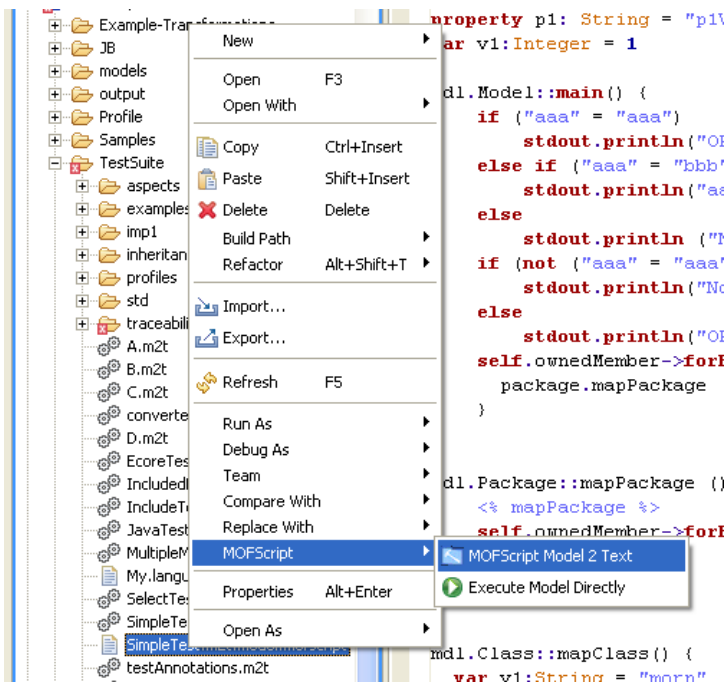 Example-Transformations
JB
models
output
Profile
Samples
TestSuite
aspects
examples
imp1
inheritan
profiles
std
traceabili
A.m2t
B.m2t
C.m2t
converte
D.m2t
EcoreTes
Included
IncludeT
JavaTest
MultipleM
My.langu
SelectTes
SimpleTe
SimpleTes
testAnnotations.m2t
New
Open F3
Open With
Copy Ctrl+Insert
Paste Shift+Insert
Delete Delete
Build Path
Refactor Alt+Shift+T
Import...
Export...
Refresh F5
Run As
Debug As
Team
Compare With
Replace With
MOFScript
Properties Alt+Enter
Open As
MOFScript Model 2 Text
Execute Model Directly
property p1: String = "p1V
ar v1:Integer = 1
mdl.Model::main() {
if ("aaa" = "aaa")
stdout.println("OK
else if ("aaa" = "bbb"
stdout.println("aa
else
stdout.println ("N
if (not ("aaa" = "aaa"
stdout.println("No
else
stdout.println("OK
self.ownedMember->forE
package.mapPackage
}
mdl.Package::mapPackage ()
<% mapPackage %>
self.ownedMember->forE
mdl.Class::mapClass() {
var v1:String = "morn"